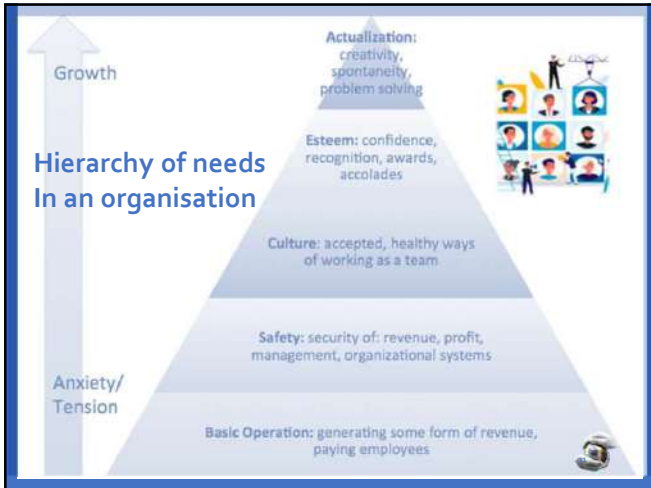 Actualization:
creativity,
spontaneity,
problem solving
Growth
Esteem: confidence,
recognition, awards,
accolades
Hierarchy of needs
In an organisation
Culture: accepted, healthy ways
of working as a team
Safety: security of: revenue, profit,
management, organizational systems
Anxiety/
Tension
Basic Operation: generating some form of revenue,
paying employees